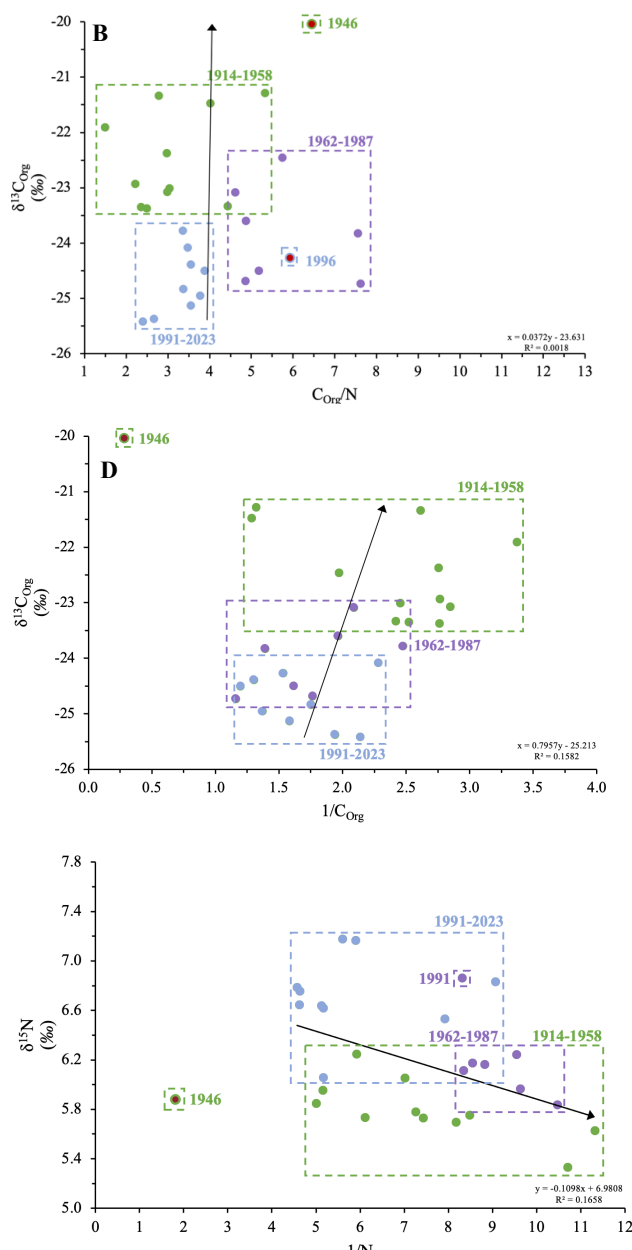 B
-20
-21
-22
-23
-24
-25
-26
δ13COrg
(‰)
1946
1914-1958
1962-1987
1996
1991-2023
x = 0.0372y - 23.631
R² = 0.0018
1 2 3 4 5 6 7 8 9 10 11 12 13
COrg/N
D
-20
-21
-22
-23
-24
-25
-26
δ13COrg
(‰)
1946
1914-1958
1962-1987
1991-2023
x = 0.7957y - 25.213
R² = 0.1582
0.0 0.5 1.0 1.5 2.0 2.5 3.0 3.5 4.0
1/COrg
7.8
7.4
7.0
6.6
6.2
5.8
5.4
5.0
δ15N
(‰)
1991-2023
1991
1962-1987 1914-1958
1946
y = -0.1098x + 6.9808
R² = 0.1658
0 1 2 3 4 5 6 7 8 9 10 11 12
1/N